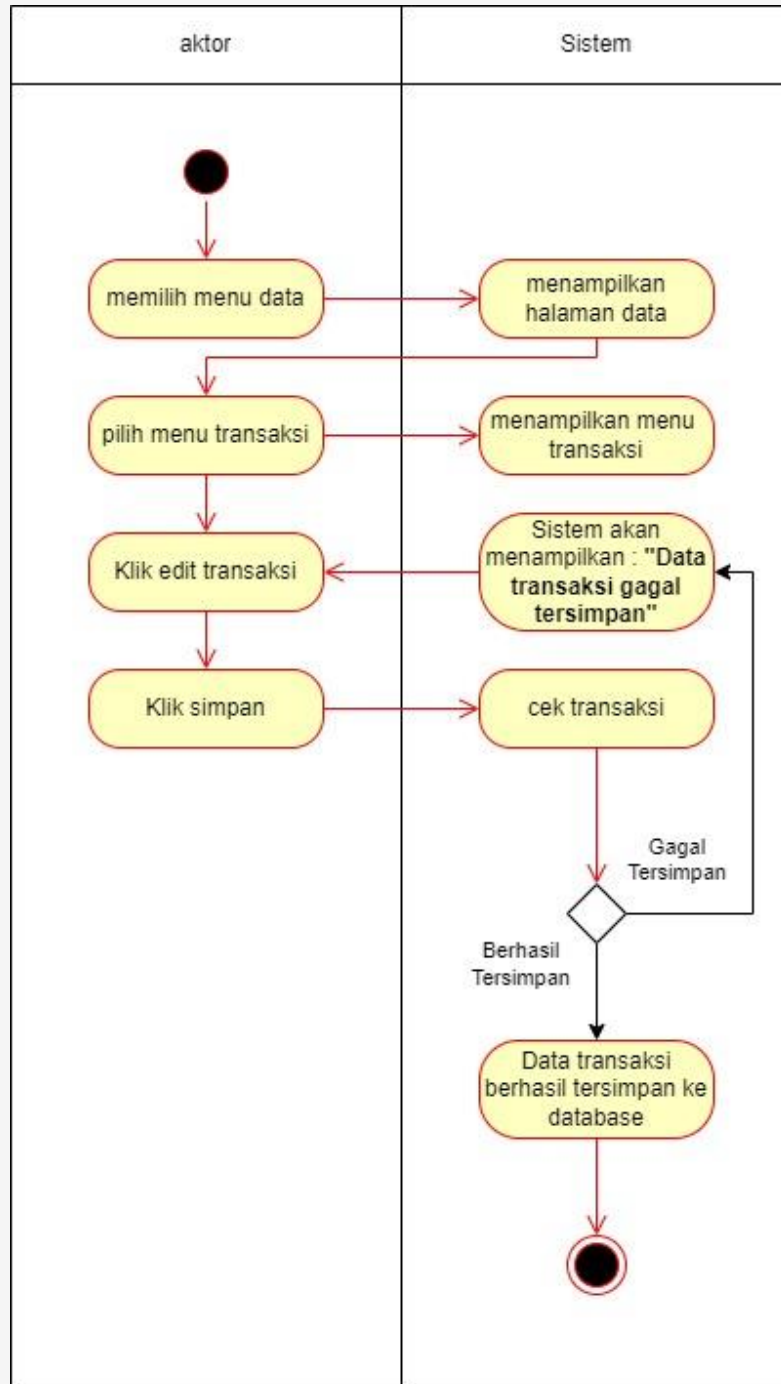 aktor
Sistem
memilih menu data
menampilkan
halaman data
pilih menu transaksi
menampilkan menu
transaksi
Klik edit transaksi
Sistem akan
menampilkan : "Data
transaksi gagal
tersimpan"
Klik simpan
cek transaksi
Gagal
Tersimpan
Berhasil
Tersimpan
Data transaksi
berhasil tersimpan ke
database